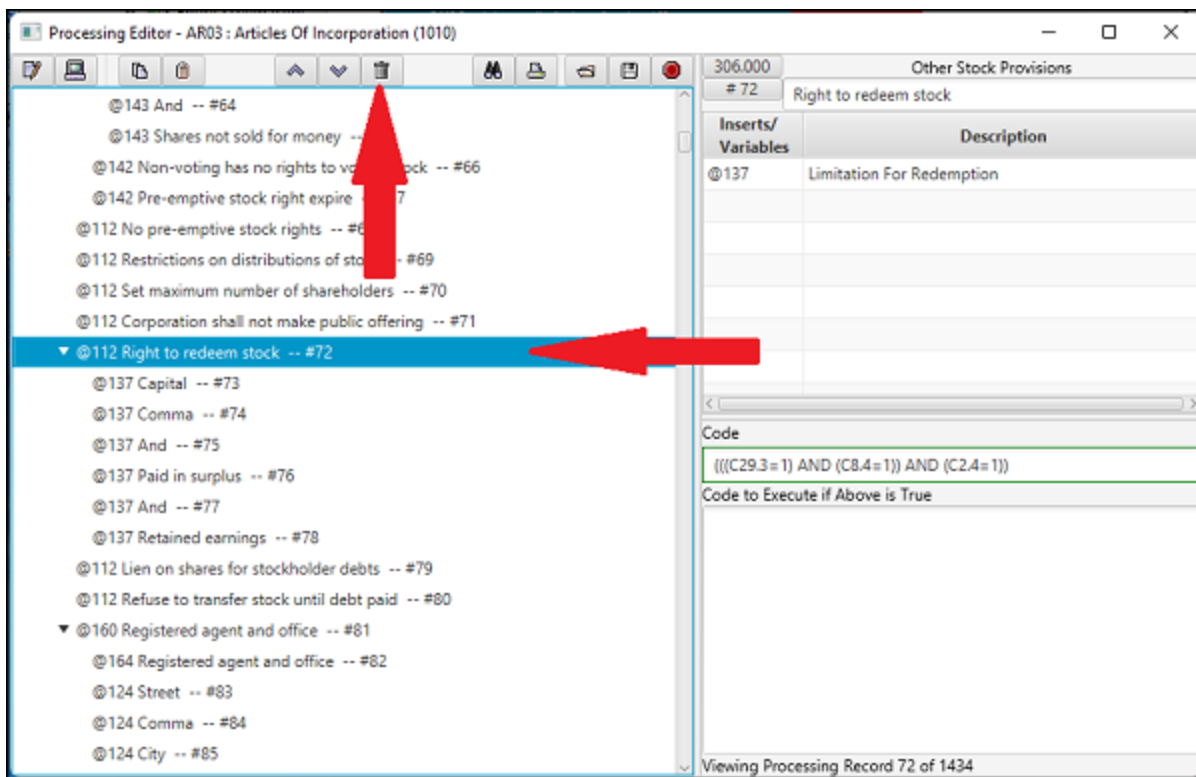 Processing Editor - AR03 : Articles Of Incorporation (1010)
@143 And -- #64
@143 Shares not sold for money --
@142 Non-voting has no rights to vo ock -- #66
@142 Pre-emptive stock right expire 7
@112 No pre-emptive stock rights -- #6
@112 Restrictions on distributions of sto - #69
@112 Set maximum number of shareholders -- #70
@112 Corporation shall not make public offering -- #71
@112 Right to redeem stock -- #72
@137 Capital -- #73
@137 Comma -- #74
@137 And -- #75
@137 Paid in surplus -- #76
@137 And -- #77
@137 Retained earnings -- #78
@112 Lien on shares for stockholder debts -- #79
@112 Refuse to transfer stock until debt paid -- #80
@160 Registered agent and office -- #81
@164 Registered agent and office -- #82
@124 Street -- #83
@124 Comma -- #84
@124 City -- #85
306.000 Other Stock Provisions
# 72 Right to redeem stock
Inserts/ Variables Description
@137 Limitation For Redemption
Code
(((C29.3=1) AND (C8.4=1)) AND (C2.4=1))
Code to Execute if Above is True
Viewing Processing Record 72 of 1434